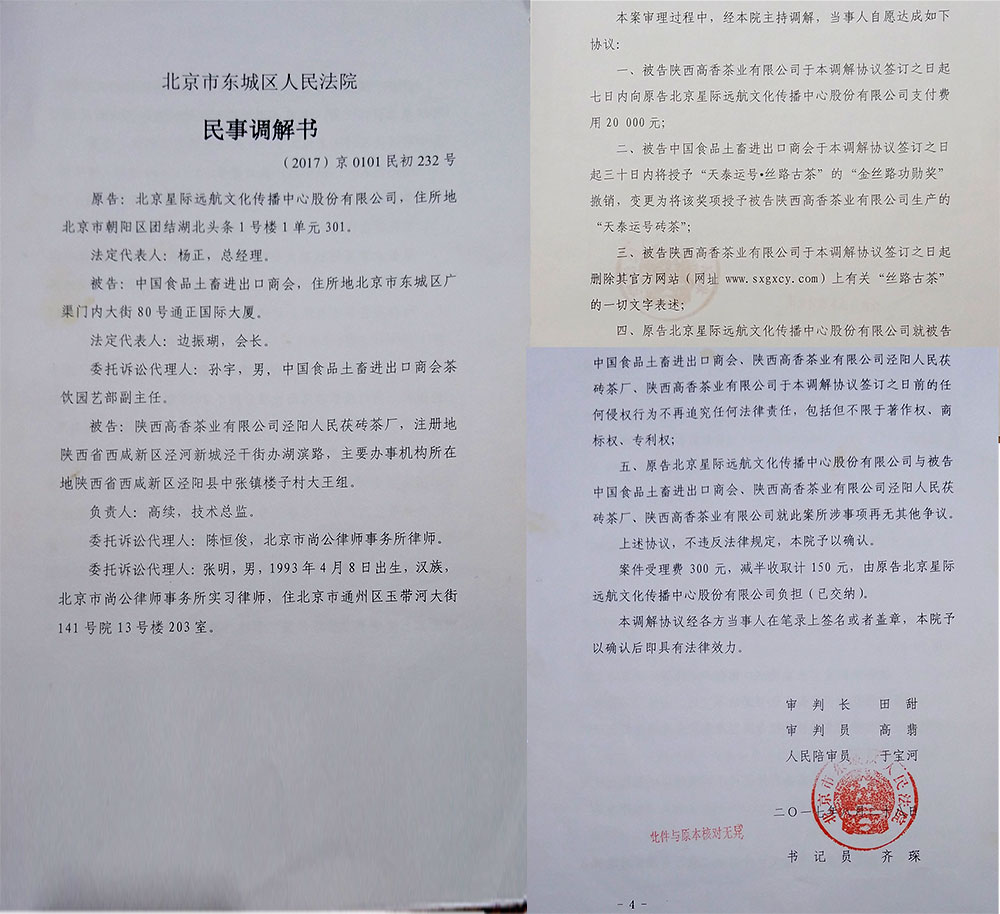 北京市东城区人民法院
民事调解书
（2017）京0101民初232号
原告：北京星际远航文化传播中心股份有限公司，住所地
北京市朝阳区团结湖北头条1号楼1单元301。
法定代表人：杨正，总经理。
被告：中国食品土畜进出口商会，住所地北京市东城区广
渠门内大街80号通正国际大厦。
法定代表人：边振瑚，会长。
委托诉讼代理人：孙宇，男，中国食品土畜进出口商会茶
饮园艺部副主任。
被告：陕西高香茶业有限公司泾阳人民茯砖茶厂，注册地
陕西省西咸新区泾河新城泾干街办湖滨路，主要办事机构所在
地陕西省西咸新区泾阳县中张镇楼子村大王组。
负责人：高续，技术总监。
委托诉讼代理人：陈恒俊，北京市尚公律师事务所律师。
委托诉讼代理人：张明，男，1993年4月8日出生，汉族，
北京市尚公律师事务所实习律师，住北京市通州区玉带河大街
141号院13号楼203室。
本案审理过程中，经本院主持调解，当事人自愿达成如下
协议：
一、被告陕西高香茶业有限公司于本调解协议签订之日起
七日内向原告北京星际远航文化传播中心股份有限公司支付费
用20 000元；
二、被告中国食品土畜进出口商会于本调解协议签订之日
起三十日内将授予“天泰运号•丝路古茶”的“金丝路功勋奖”
撤销，变更为将该奖项授予被告陕西高香茶业有限公司生产的
“天泰运号砖茶”；
三、被告陕西高香茶业有限公司于本调解协议签订之日起
删除其官方网站（网址 www.sxgxcy.com）上有关“丝路古茶”
的一切文字表述；
四、原告北京星际远航文化传播中心股份有限公司就被告
中国食品土畜进出口商会、陕西高香茶业有限公司泾阳人民茯
砖茶厂、陕西高香茶业有限公司于本调解协议签订之日前的任
何侵权行为不再追究任何法律责任，包括但不限于著作权、商
标权、专利权；
五、原告北京星际远航文化传播中心股份有限公司与被告
中国食品土畜进出口商会、陕西高香茶业有限公司泾阳人民茯
砖茶厂、陕西高香茶业有限公司就此案所涉事项再无其他争议。
上述协议，不违反法律规定，本院予以确认。
案件受理费300元，减半收取计150元，由原告北京星际
远航文化传播中心股份有限公司负担（已交纳）。
本调解协议经各方当事人在笔录上签名或者盖章，本院予
以确认后即具有法律效力。
审判长 田甜
审判员 高翡
人民陪审员 于宝河
北京市东城区人民法院
二〇一七年 月二 日
此件与原本核对无异
书记员 齐琛
- 4 -